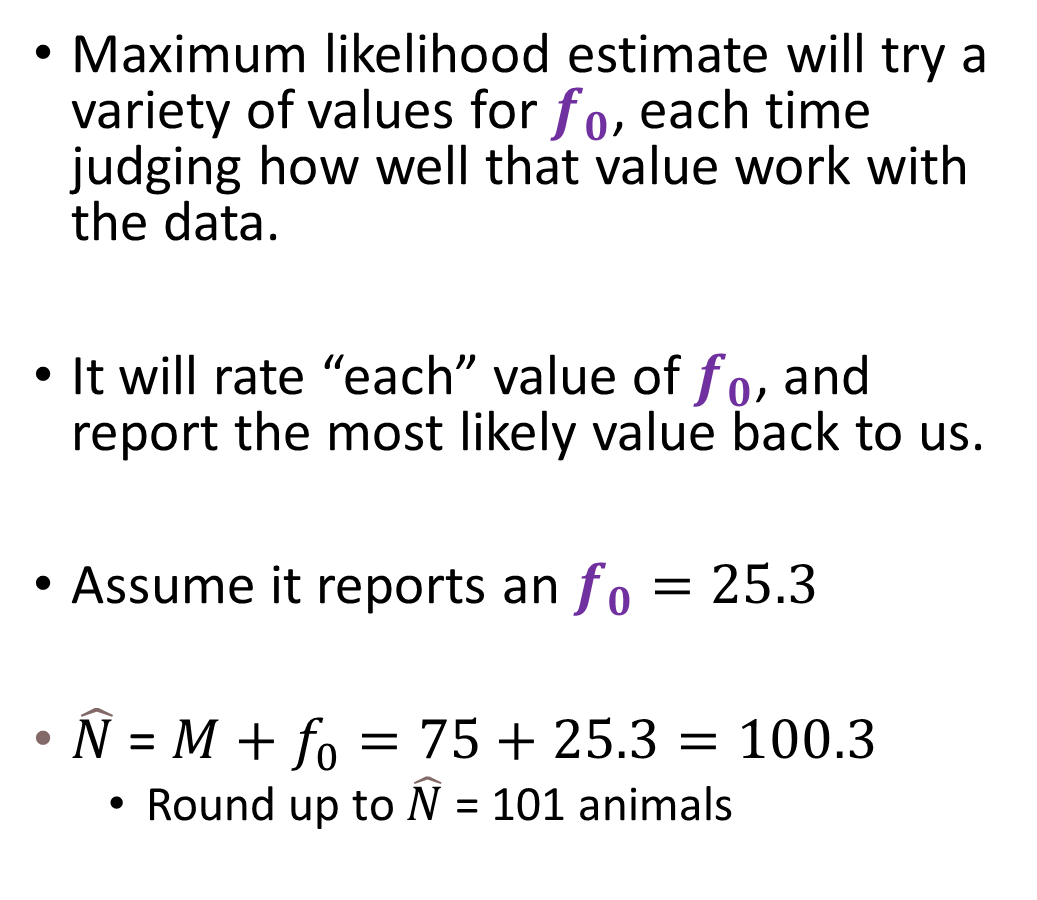 • Maximum likelihood estimate will try a
variety of values for 𝒇₀, each time
judging how well that value work with
the data.
• It will rate “each” value of 𝒇₀, and
report the most likely value back to us.
• Assume it reports an 𝒇₀ = 25.3
• N̂ = M + f₀ = 75 + 25.3 = 100.3
• Round up to N̂ = 101 animals